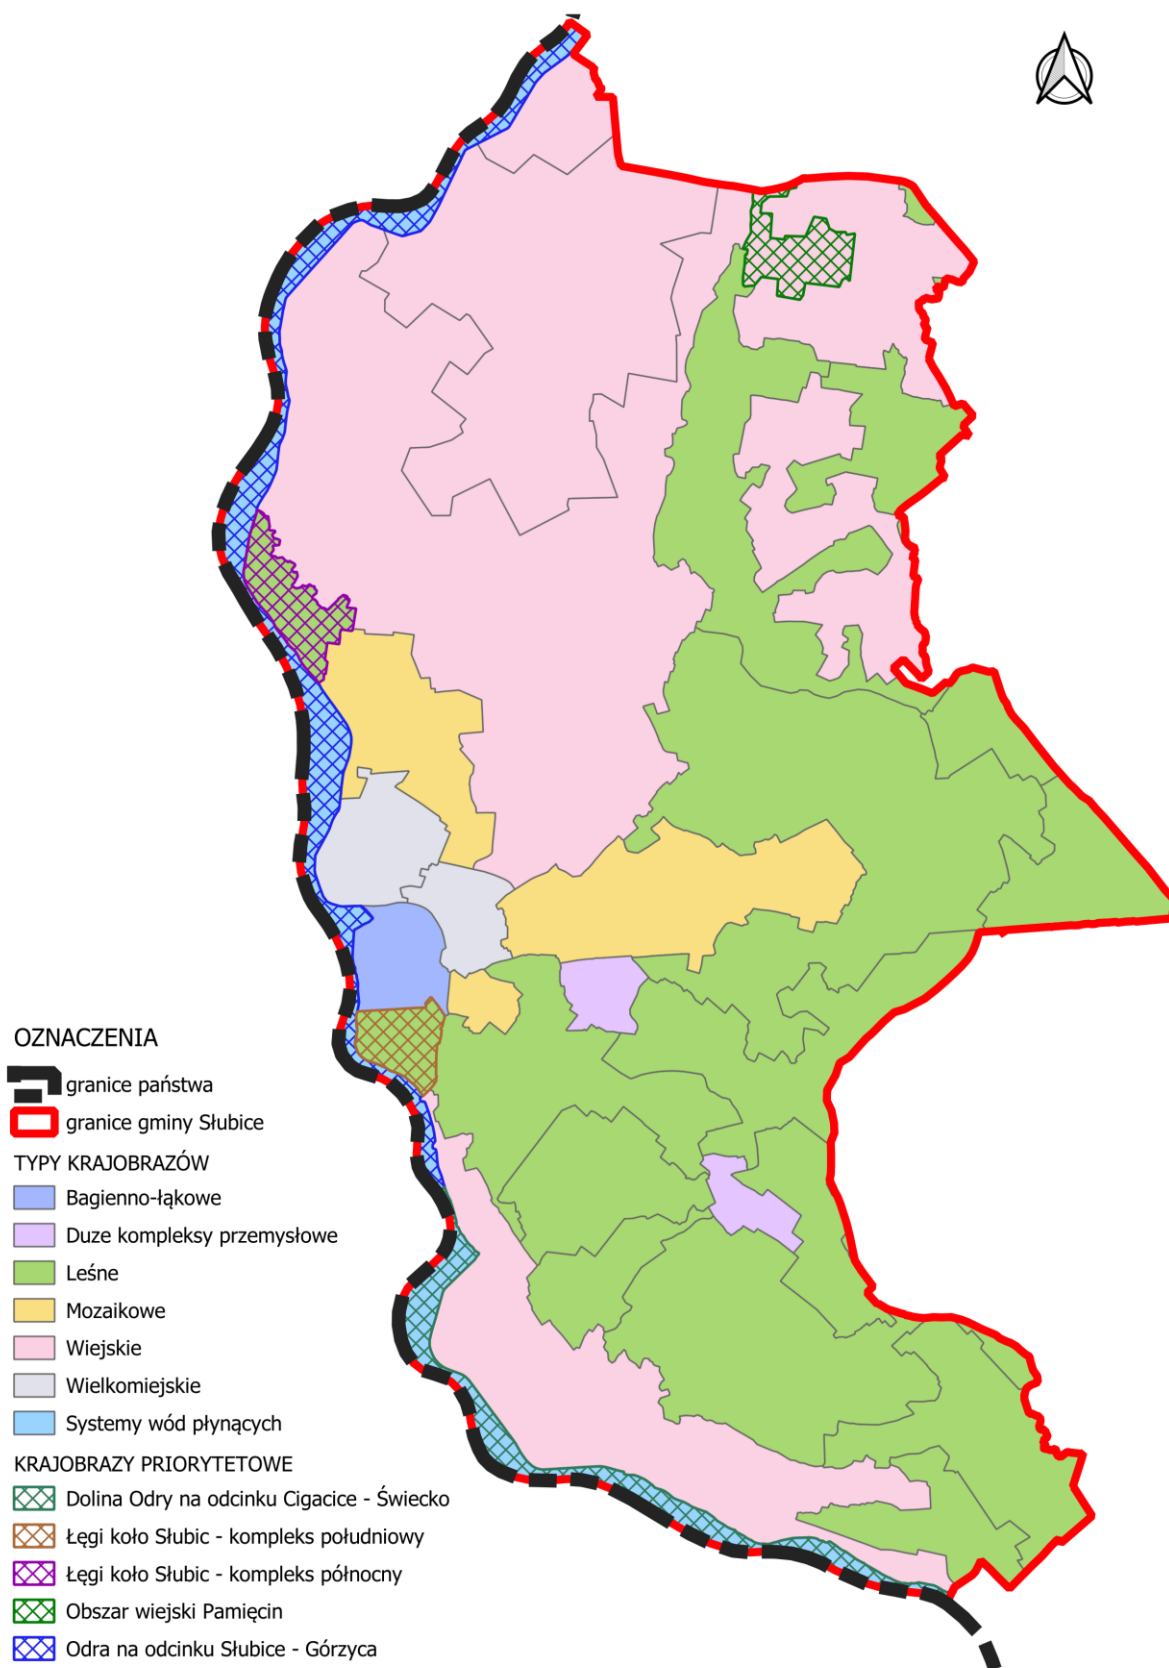 OZNACZENIA
granice państwa
granice gminy Słubice
TYPY KRAJOBRAZÓW
Bagienno-łąkowe
Duze kompleksy przemysłowe
Leśne
Mozaikowe
Wiejskie
Wielkomiejskie
Systemy wód płynących
KRAJOBRAZY PRIORYTETOWE
Dolina Odry na odcinku Cigacice - Świecko
Łęgi koło Słubic - kompleks południowy
Łęgi koło Słubic - kompleks północny
Obszar wiejski Pamięcin
Odra na odcinku Słubice - Górzyca